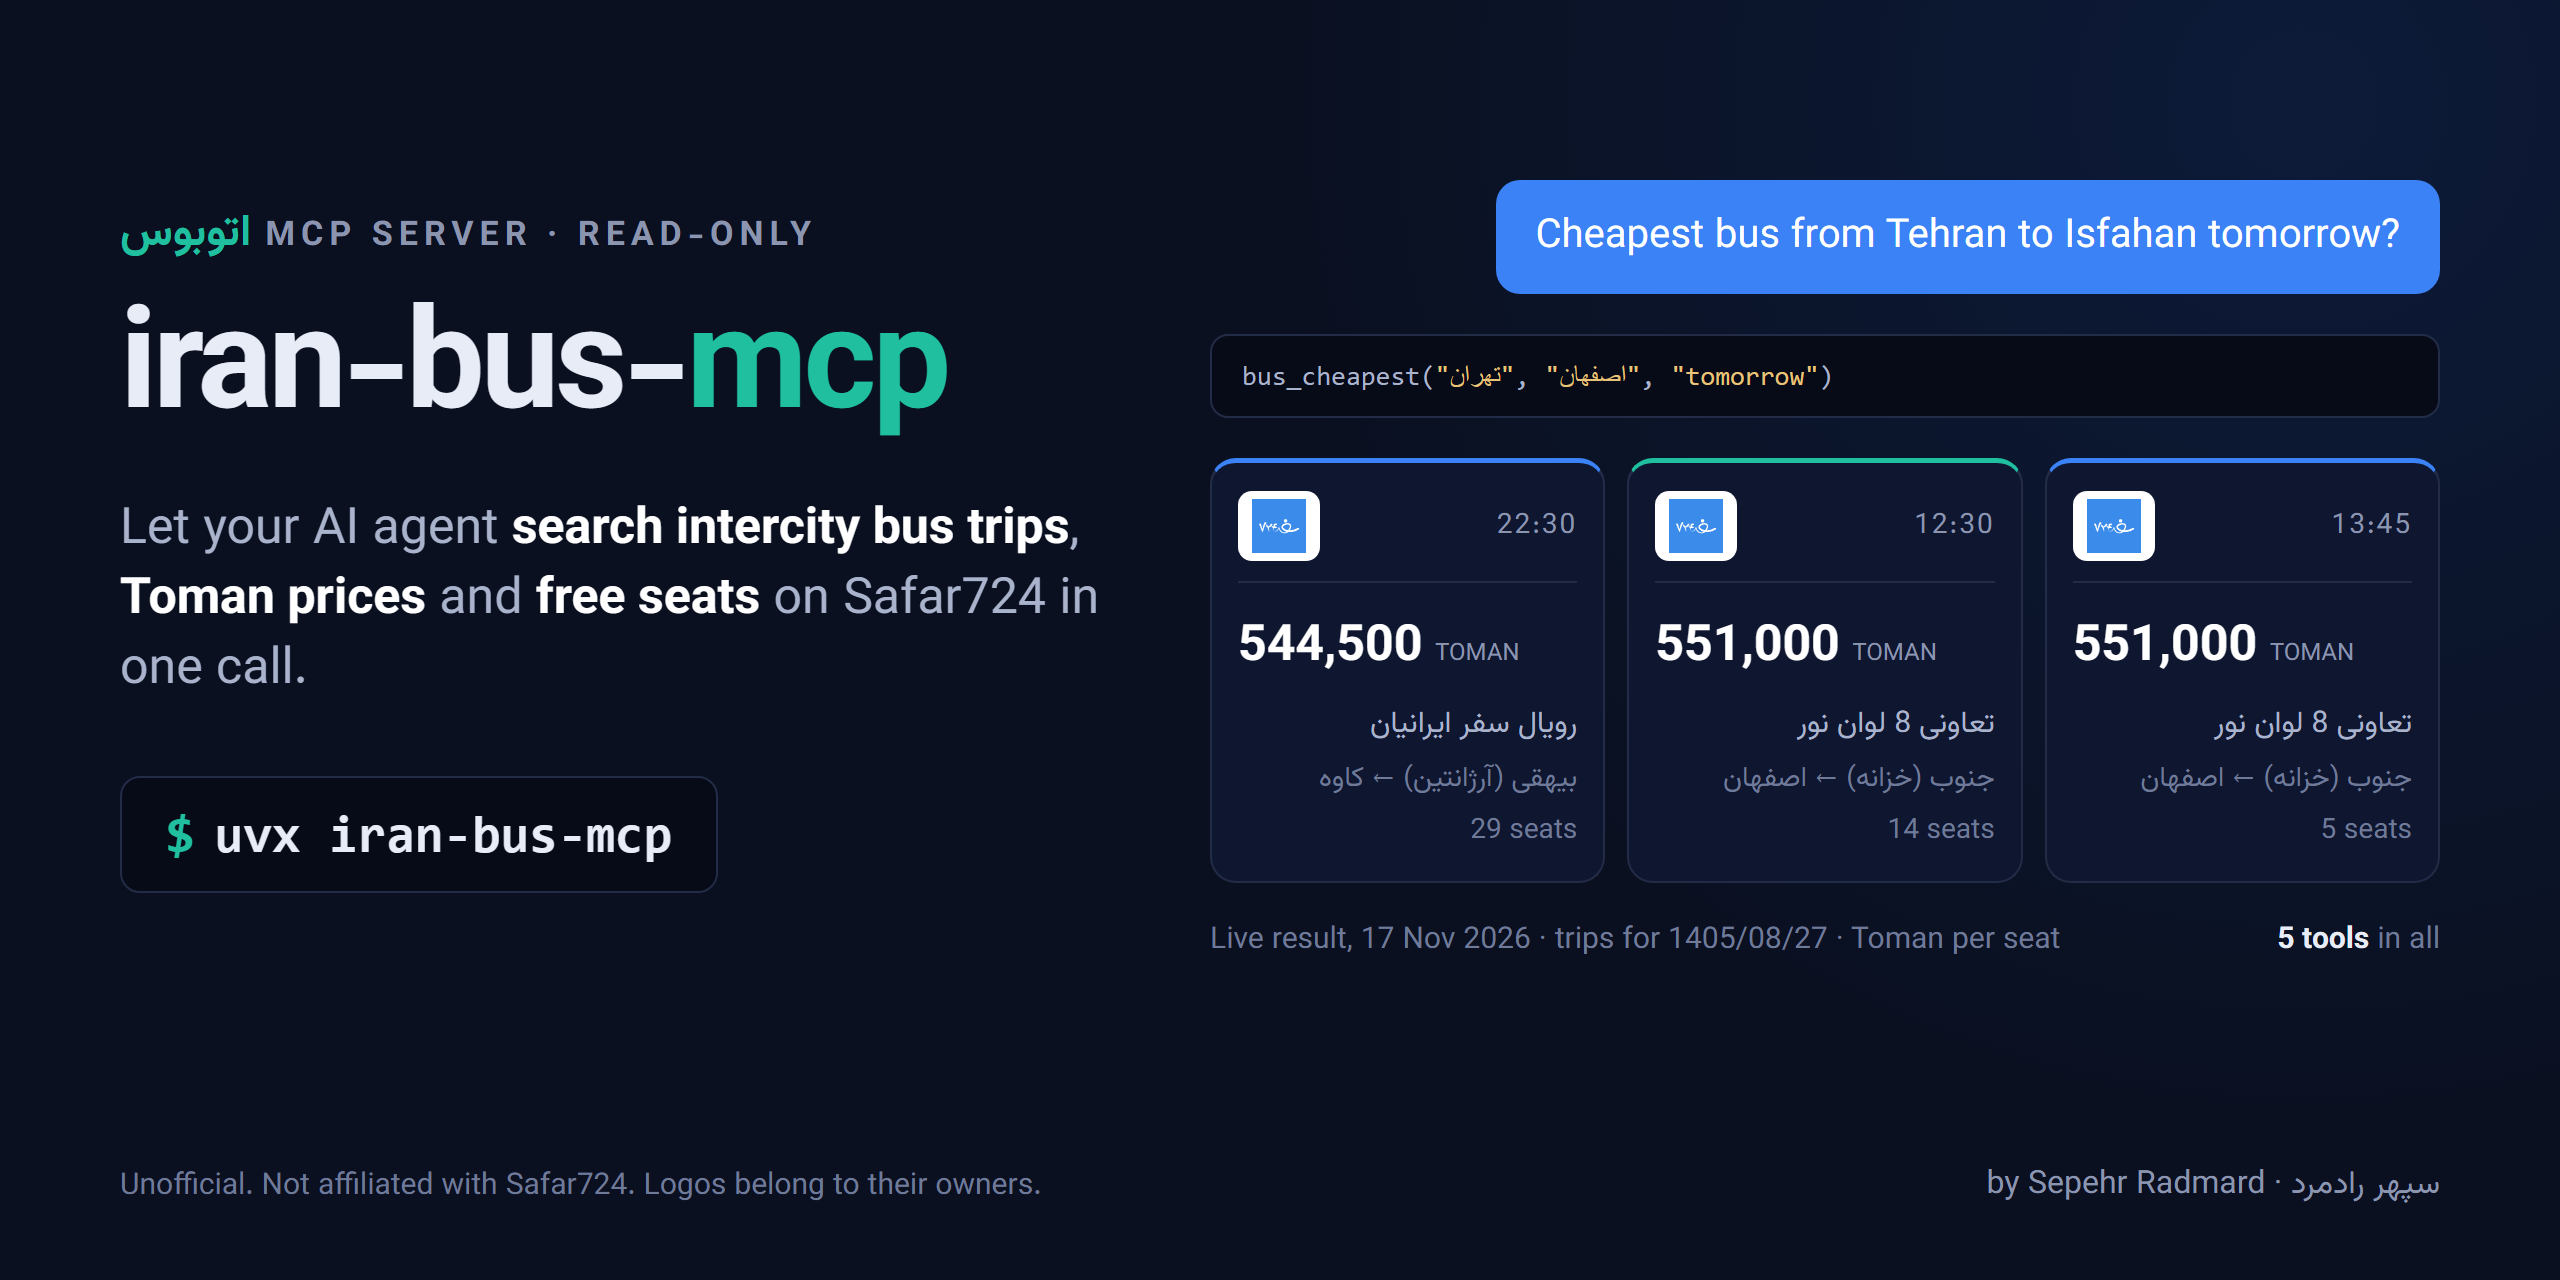 اتوبوس MCP SERVER · READ-ONLY
iran-bus-mcp
Let your AI agent search intercity bus trips,
Toman prices and free seats on Safar724 in
one call.
$ uvx iran-bus-mcp
Cheapest bus from Tehran to Isfahan tomorrow?
bus_cheapest("تهران", "اصفهان", "tomorrow")
سفر ۷۲۴
22:30
544,500 TOMAN
رویال سفر ایرانیان
بیهقی (آرژانتین) ← کاوه
29 seats
سفر ۷۲۴
12:30
551,000 TOMAN
تعاونی 8 لوان نور
جنوب (خزانه) ← اصفهان
14 seats
سفر ۷۲۴
13:45
551,000 TOMAN
تعاونی 8 لوان نور
جنوب (خزانه) ← اصفهان
5 seats
Live result, 17 Nov 2026 · trips for 1405/08/27 · Toman per seat
5 tools in all
Unofficial. Not affiliated with Safar724. Logos belong to their owners.
by Sepehr Radmard · سپهر رادمرد